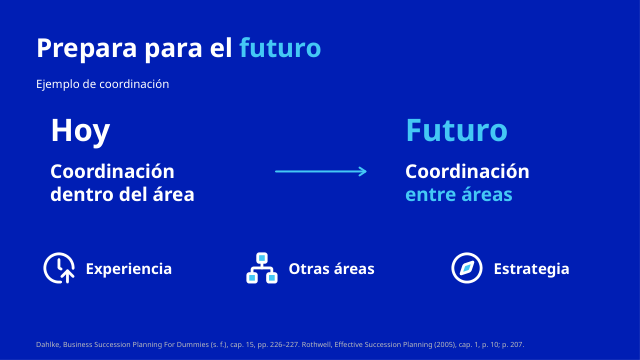 Prepara para el futuro
Ejemplo de coordinación
Hoy
Futuro
Coordinación
dentro del área
Coordinación
entre áreas
Experiencia
Otras áreas
Estrategia
Dahlke, Business Succession Planning For Dummies (s. f.), cap. 15, pp. 226–227. Rothwell, Effective Succession Planning (2005), cap. 1, p. 10; p. 207.